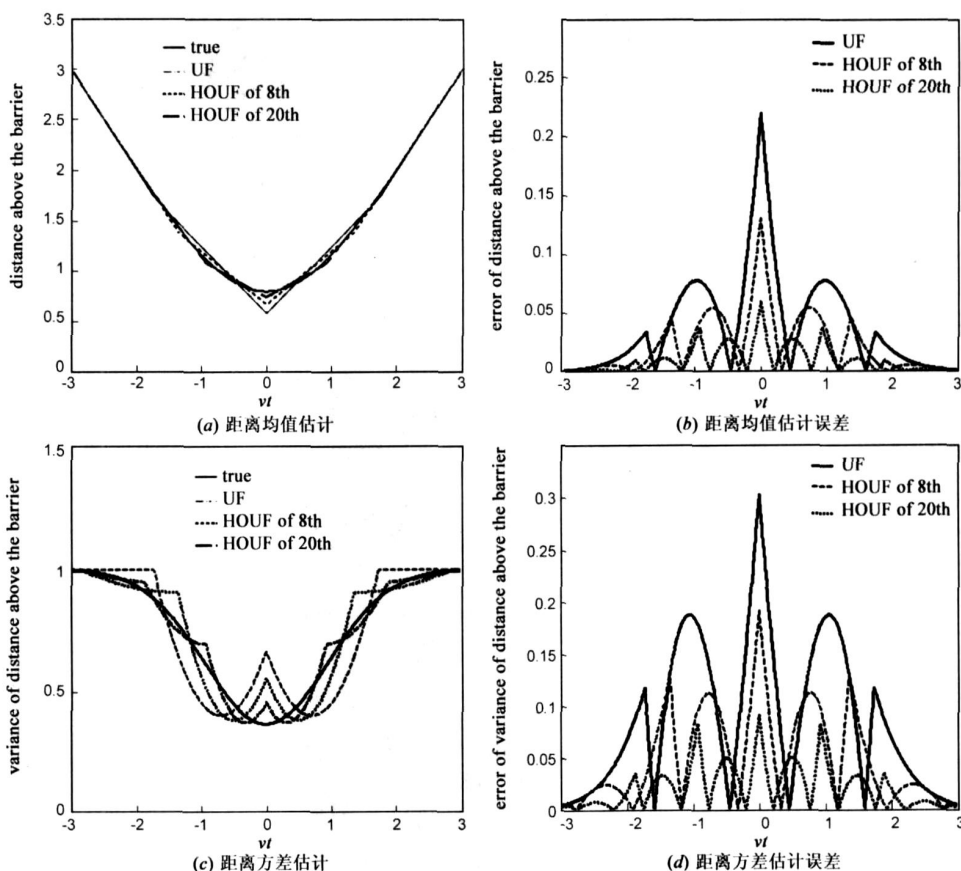 3.5
3
2.5
2
1.5
1
0.5
0
-3
-2
-1
0
1
2
3
distance above the barrier
true
UF
HOUF of 8th
HOUF of 20th
vt
(a) 距离均值估计
0.25
0.2
0.15
0.1
0.05
0
-3
-2
-1
0
1
2
3
error of distance above the barrier
UF
HOUF of 8th
HOUF of 20th
vt
(b) 距离均值估计误差
1.5
1
0.5
0
-3
-2
-1
0
1
2
3
variance of distance above the barrier
true
UF
HOUF of 8th
HOUF of 20th
vt
(c) 距离方差估计
0.3
0.25
0.2
0.15
0.1
0.05
0
-3
-2
-1
0
1
2
3
error of variance of distance above the barrier
UF
HOUF of 8th
HOUF of 20th
vt
(d) 距离方差估计误差